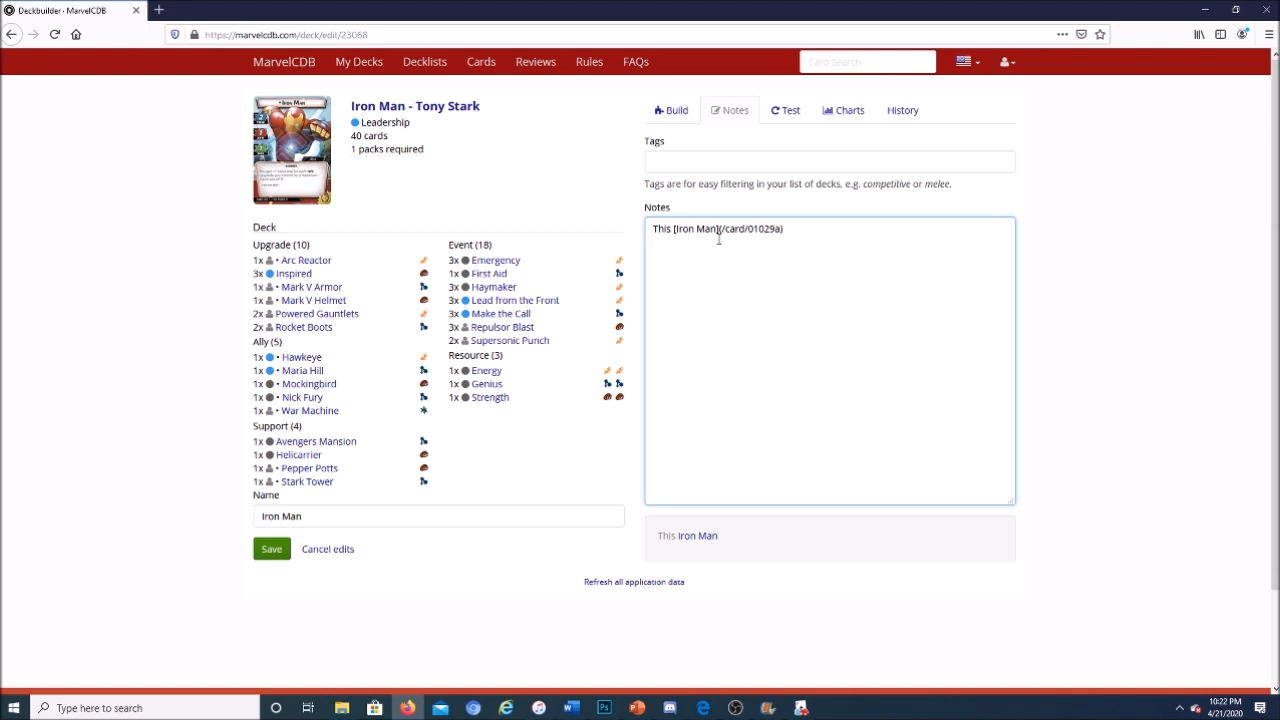 Deckbuilder · MarvelCDB
https://marvelcdb.com/deck/edit/23068
MarvelCDB My Decks Decklists Cards Reviews Rules FAQs Card Search
Iron Man - Tony Stark
Leadership
40 cards
1 packs required
Deck
Upgrade (10)
1x • Arc Reactor
3x Inspired
1x • Mark V Armor
1x • Mark V Helmet
2x Powered Gauntlets
2x Rocket Boots
Ally (5)
1x • Hawkeye
1x • Maria Hill
1x • Mockingbird
1x • Nick Fury
1x • War Machine
Support (4)
1x Avengers Mansion
1x Helicarrier
1x • Pepper Potts
1x • Stark Tower
Event (18)
3x Emergency
1x First Aid
3x Haymaker
3x Lead from the Front
3x Make the Call
3x Repulsor Blast
2x Supersonic Punch
Resource (3)
1x Energy
1x Genius
1x Strength
Name
Iron Man
Save Cancel edits
Build Notes Test Charts History
Tags
Tags are for easy filtering in your list of decks, e.g. competitive or melee.
Notes
This [Iron Man](/card/01029a)
This Iron Man
Refresh all application data
Type here to search
10:22 PM
4/21/2020